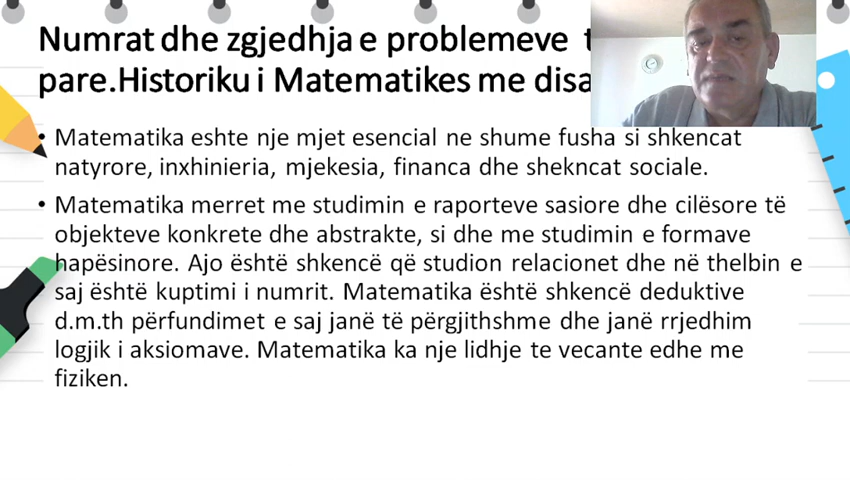 Numrat dhe zgjedhja e problemeve
pare.Historiku i Matematikes me
Matematika eshte nje mjet esencial ne shume fusha si shkencat
natyrore, inxhinieria, mjekesia, financa dhe shekncat sociale.
Matematika merret me studimin e raporteve sasiore dhe cilësore të
objekteve konkrete dhe abstrakte, si dhe me studimin e formave
hapësinore. Ajo është shkencë që studion relacionet dhe në thelbin e
saj është kuptimi i numrit. Matematika është shkencë deduktive
d.m.th përfundimet e saj janë të përgjithshme dhe janë rrjedhim
logjik i aksiomave. Matematika ka nje lidhje te vecante edhe me
fiziken.